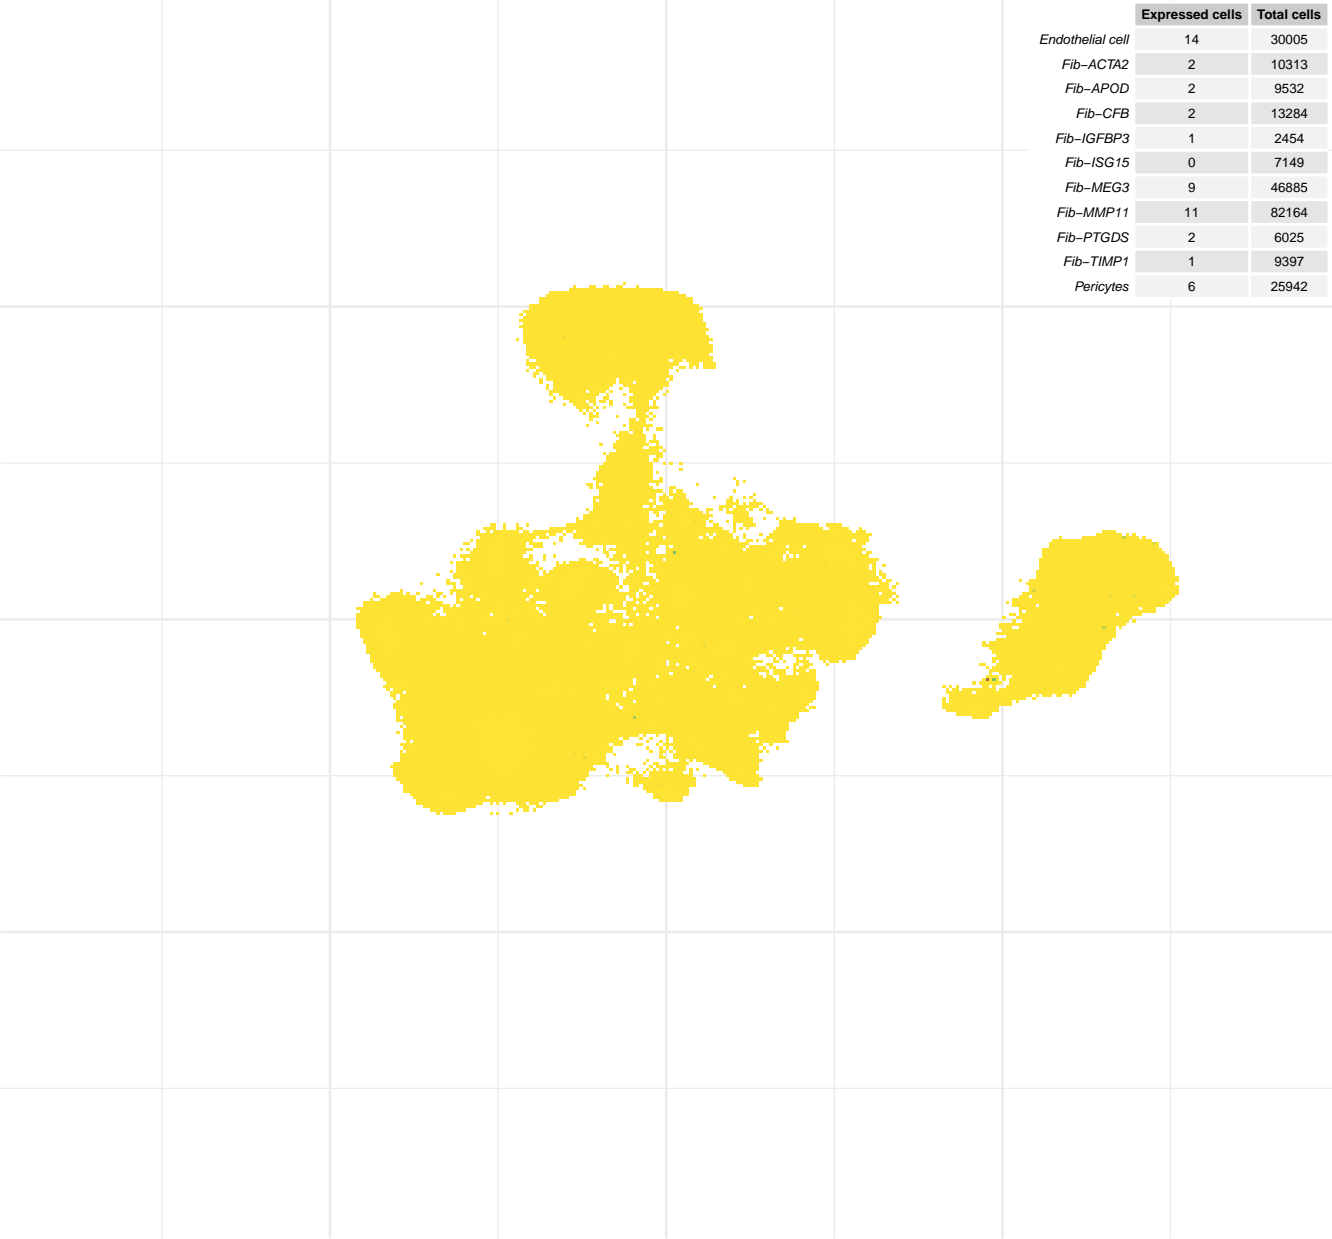 Expressed cells Total cells
Endothelial cell 14 30005
Fib−ACTA2 2 10313
Fib−APOD 2 9532
Fib−CFB 2 13284
Fib−IGFBP3 1 2454
Fib−ISG15 0 7149
Fib−MEG3 9 46885
Fib−MMP11 11 82164
Fib−PTGDS 2 6025
Fib−TIMP1 1 9397
Pericytes 6 25942